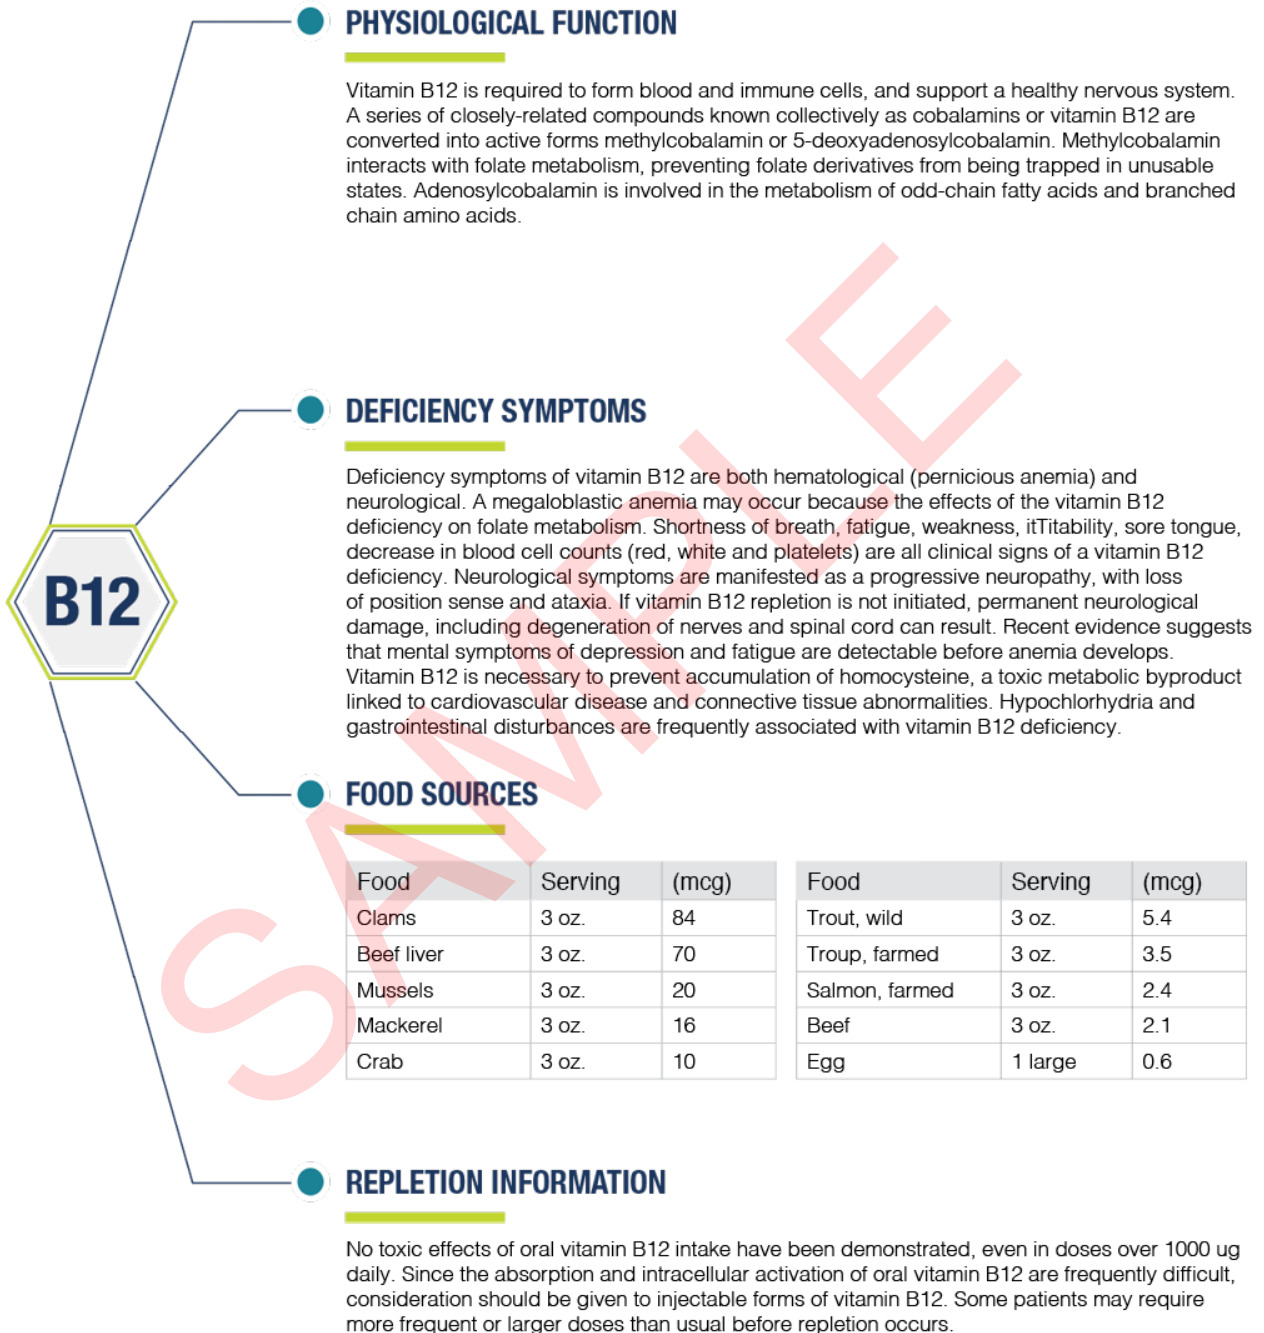 PHYSIOLOGICAL FUNCTION
Vitamin B12 is required to form blood and immune cells, and support a healthy nervous system.
A series of closely-related compounds known collectively as cobalamins or vitamin B12 are
converted into active forms methylcobalamin or 5-deoxyadenosylcobalamin. Methylcobalamin
interacts with folate metabolism, preventing folate derivatives from being trapped in unusable
states. Adenosylcobalamin is involved in the metabolism of odd-chain fatty acids and branched
chain amino acids.
DEFICIENCY SYMPTOMS
Deficiency symptoms of vitamin B12 are both hematological (pernicious anemia) and
neurological. A megaloblastic anemia may occur because the effects of the vitamin B12
deficiency on folate metabolism. Shortness of breath, fatigue, weakness, itTitability, sore tongue,
decrease in blood cell counts (red, white and platelets) are all clinical signs of a vitamin B12
deficiency. Neurological symptoms are manifested as a progressive neuropathy, with loss
of position sense and ataxia. If vitamin B12 repletion is not initiated, permanent neurological
damage, including degeneration of nerves and spinal cord can result. Recent evidence suggests
that mental symptoms of depression and fatigue are detectable before anemia develops.
Vitamin B12 is necessary to prevent accumulation of homocysteine, a toxic metabolic byproduct
linked to cardiovascular disease and connective tissue abnormalities. Hypochlorhydria and
gastrointestinal disturbances are frequently associated with vitamin B12 deficiency.
B12
FOOD SOURCES
Food Serving (mcg)
Clams 3 oz. 84
Beef liver 3 oz. 70
Mussels 3 oz. 20
Mackerel 3 oz. 16
Crab 3 oz. 10
Food Serving (mcg)
Trout, wild 3 oz. 5.4
Troup, farmed 3 oz. 3.5
Salmon, farmed 3 oz. 2.4
Beef 3 oz. 2.1
Egg 1 large 0.6
REPLETION INFORMATION
No toxic effects of oral vitamin B12 intake have been demonstrated, even in doses over 1000 ug
daily. Since the absorption and intracellular activation of oral vitamin B12 are frequently difficult,
consideration should be given to injectable forms of vitamin B12. Some patients may require
more frequent or larger doses than usual before repletion occurs.
SAMPLE